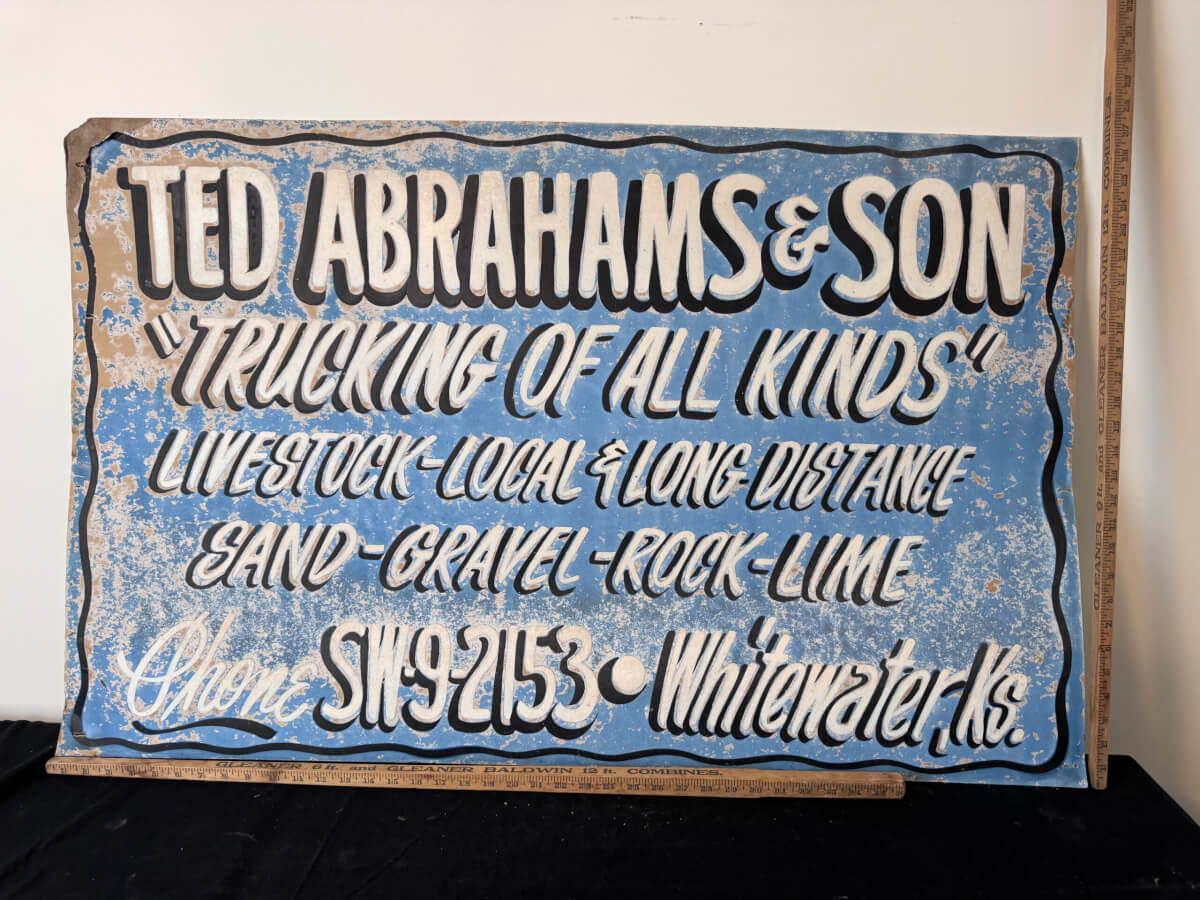 TED ABRAHAMS & SON
"TRUCKING OF ALL KINDS"
LIVESTOCK-LOCAL & LONG DISTANCE
SAND-GRAVEL-ROCK-LIME
Phone SW-9-2153 • Whitewater, Ks.
GLEANER 6 ft. and GLEANER BALDWIN 12 ft. COMBINES.
GLEANER 6 ft. and GLEANER BALDWIN 12 ft. COMBINES.